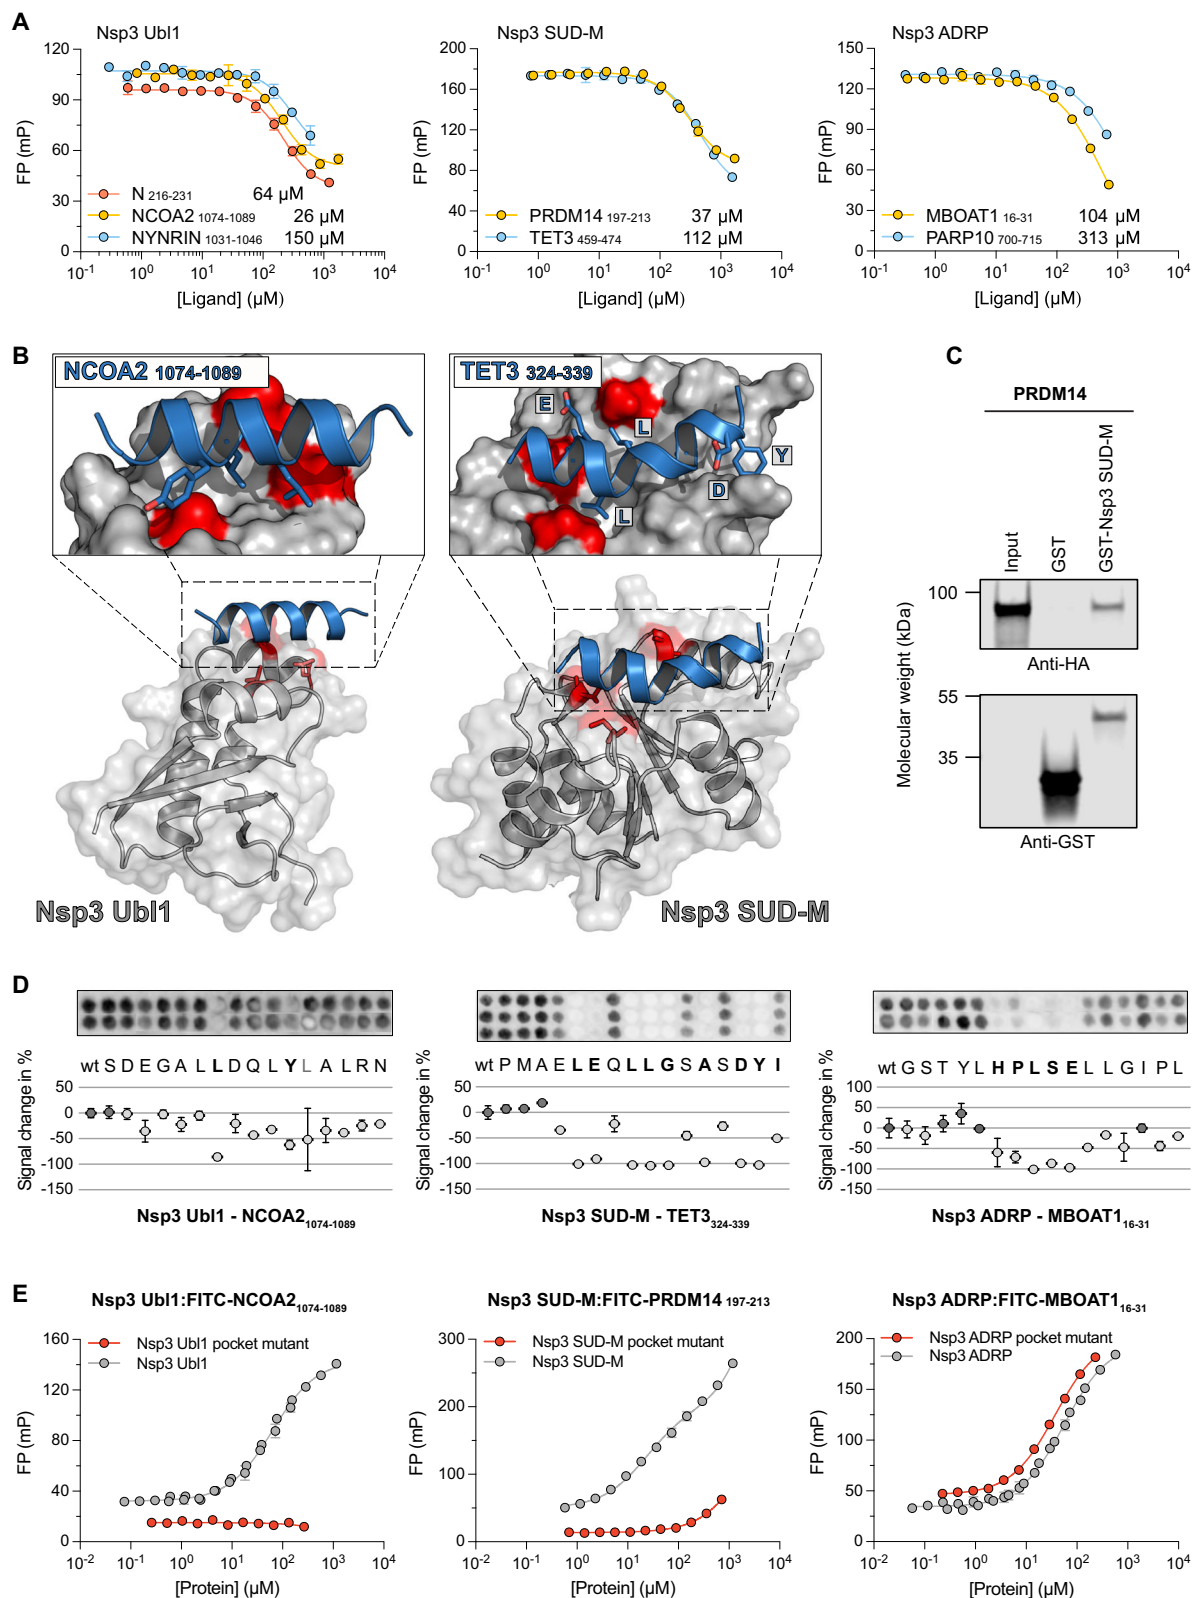 A
Nsp3 Ubl1
Nsp3 SUD-M
Nsp3 ADRP
FP (mP)
120
90
60
30
0
N 216-231 64 µM
NCOA2 1074-1089 26 µM
NYNRIN 1031-1046 150 µM
10-1 100 101 102 103 104
[Ligand] (µM)
FP (mP)
200
160
120
80
40
0
PRDM14 197-213 37 µM
TET3 459-474 112 µM
10-1 100 101 102 103 104
[Ligand] (µM)
FP (mP)
150
120
90
60
30
0
MBOAT1 16-31 104 µM
PARP10 700-715 313 µM
10-1 100 101 102 103 104
[Ligand] (µM)
B
NCOA2 1074-1089
TET3 324-339
E
L
Y
D
L
Nsp3 Ubl1
Nsp3 SUD-M
C
PRDM14
Input
GST
GST-Nsp3 SUD-M
Molecular weight (kDa)
100
Anti-HA
55
35
Anti-GST
D
wt S D E G A L L D Q L Y L A L R N
Signal change in %
50
0
-50
-100
-150
Nsp3 Ubl1 - NCOA21074-1089
wt P M A E L E Q L L G S A S D Y I
Signal change in %
50
0
-50
-100
-150
Nsp3 SUD-M - TET3324-339
wt G S T Y L H P L S E L L G I P L
Signal change in %
100
50
0
-50
-100
-150
Nsp3 ADRP - MBOAT116-31
E
Nsp3 Ubl1:FITC-NCOA21074-1089
Nsp3 Ubl1 pocket mutant
Nsp3 Ubl1
FP (mP)
160
120
80
40
0
10-2 10-1 100 101 102 103 104
[Protein] (µM)
Nsp3 SUD-M:FITC-PRDM14 197-213
Nsp3 SUD-M pocket mutant
Nsp3 SUD-M
FP (mP)
300
200
100
0
10-2 10-1 100 101 102 103 104
[Protein] (µM)
Nsp3 ADRP:FITC-MBOAT116-31
Nsp3 ADRP pocket mutant
Nsp3 ADRP
FP (mP)
200
150
100
50
0
10-2 10-1 100 101 102 103 104
[Protein] (µM)